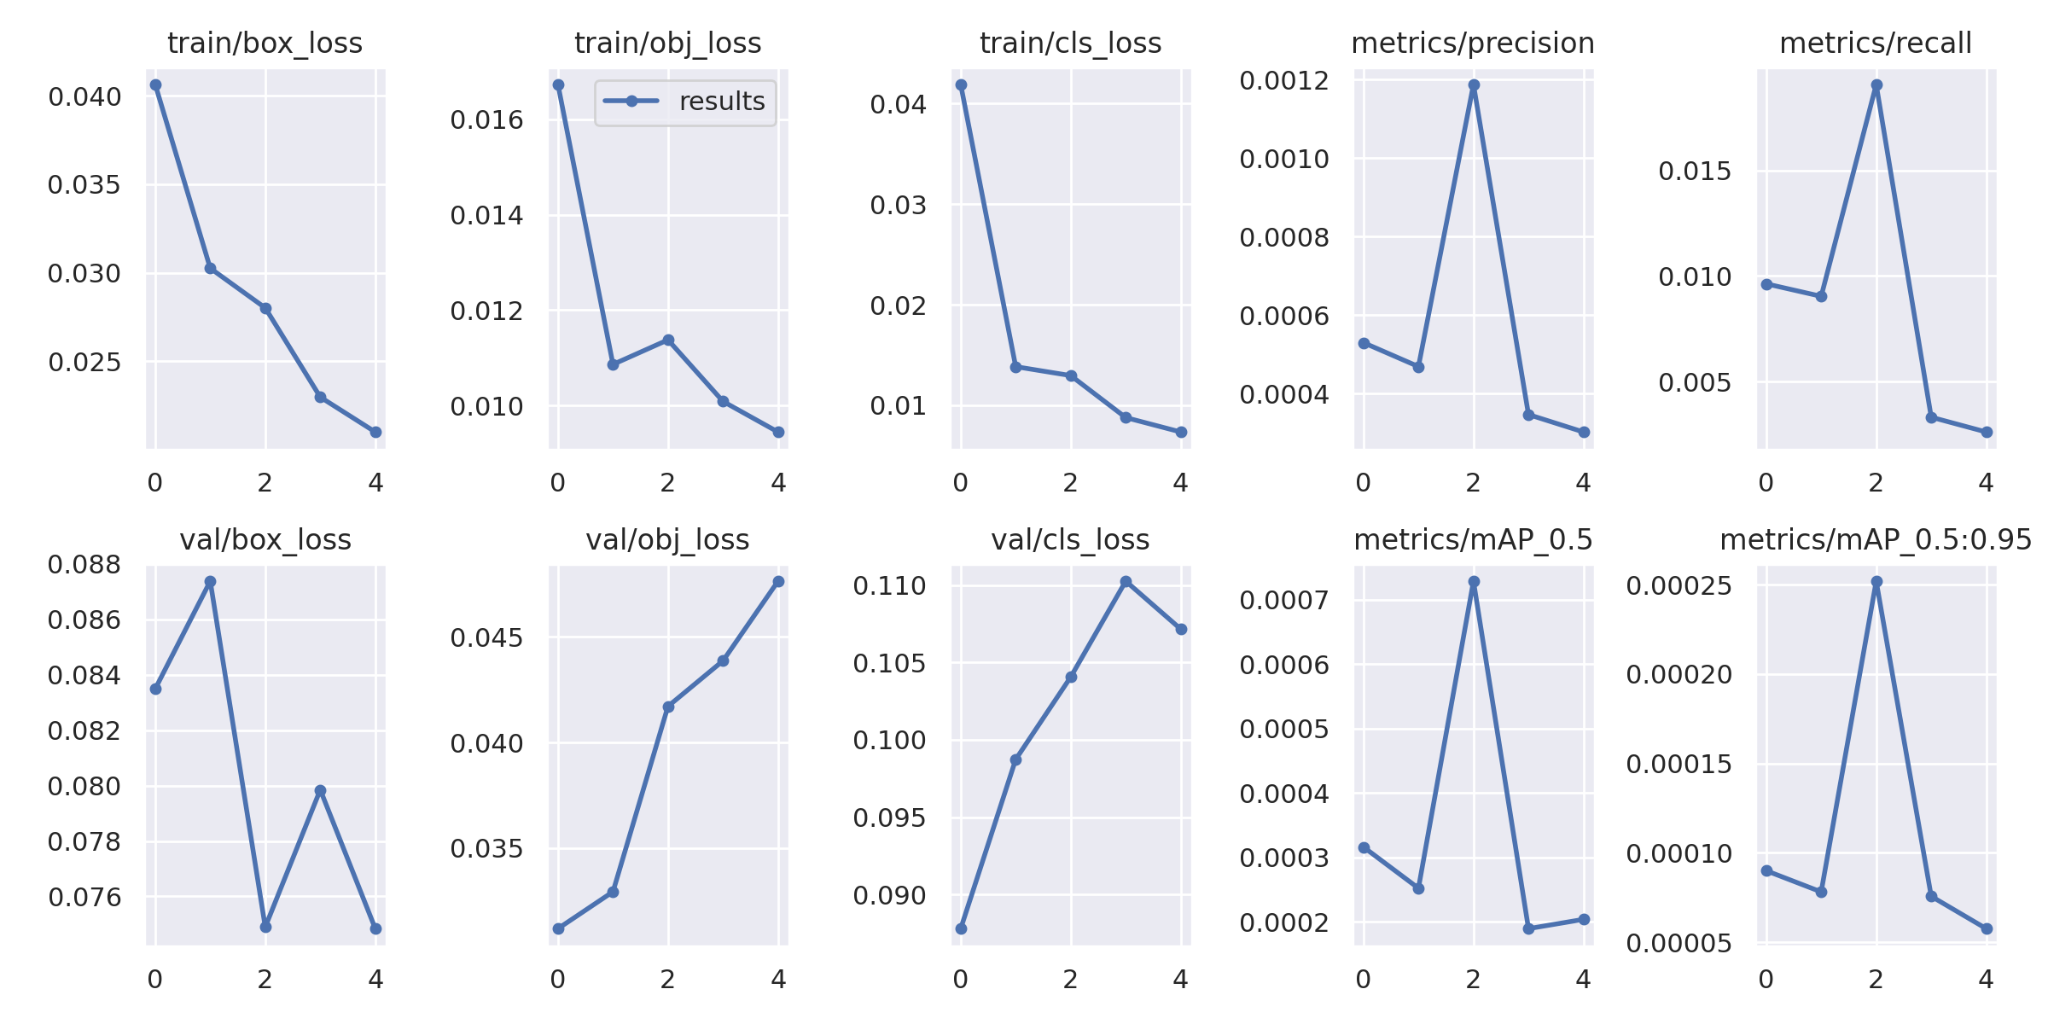 train/box_loss
0.040
0.035
0.030
0.025
0 2 4
train/obj_loss
results
0.016
0.014
0.012
0.010
0 2 4
train/cls_loss
0.04
0.03
0.02
0.01
0 2 4
metrics/precision
0.0012
0.0010
0.0008
0.0006
0.0004
0 2 4
metrics/recall
0.015
0.010
0.005
0 2 4
val/box_loss
0.088
0.086
0.084
0.082
0.080
0.078
0.076
0 2 4
val/obj_loss
0.045
0.040
0.035
0 2 4
val/cls_loss
0.110
0.105
0.100
0.095
0.090
0 2 4
metrics/mAP_0.5
0.0007
0.0006
0.0005
0.0004
0.0003
0.0002
0 2 4
metrics/mAP_0.5:0.95
0.00025
0.00020
0.00015
0.00010
0.00005
0 2 4